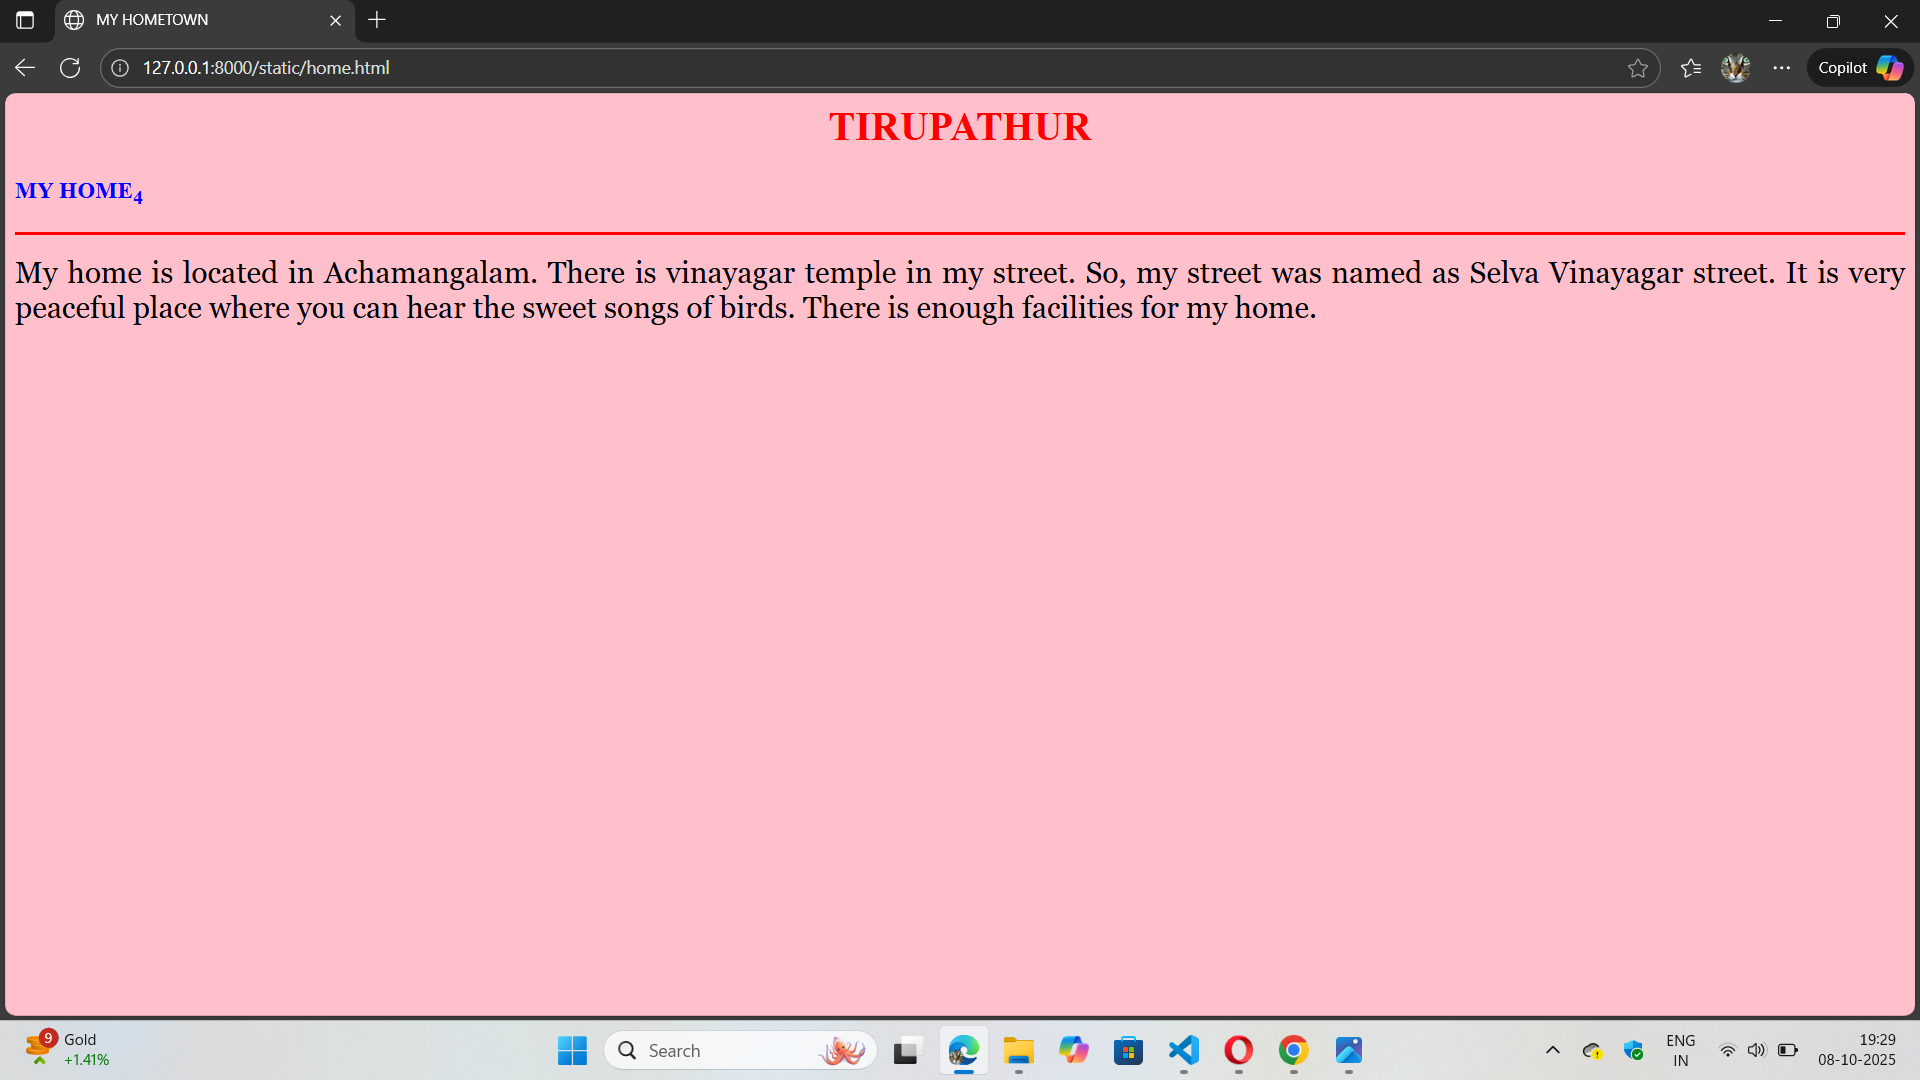 MY HOMETOWN
127.0.0.1:8000/static/home.html
Copilot
TIRUPATHUR
MY HOME4
My home is located in Achamangalam. There is vinayagar temple in my street. So, my street was named as Selva Vinayagar street. It is very
peaceful place where you can hear the sweet songs of birds. There is enough facilities for my home.
9
Gold
+1.41%
Search
ENG
IN
19:29
08-10-2025